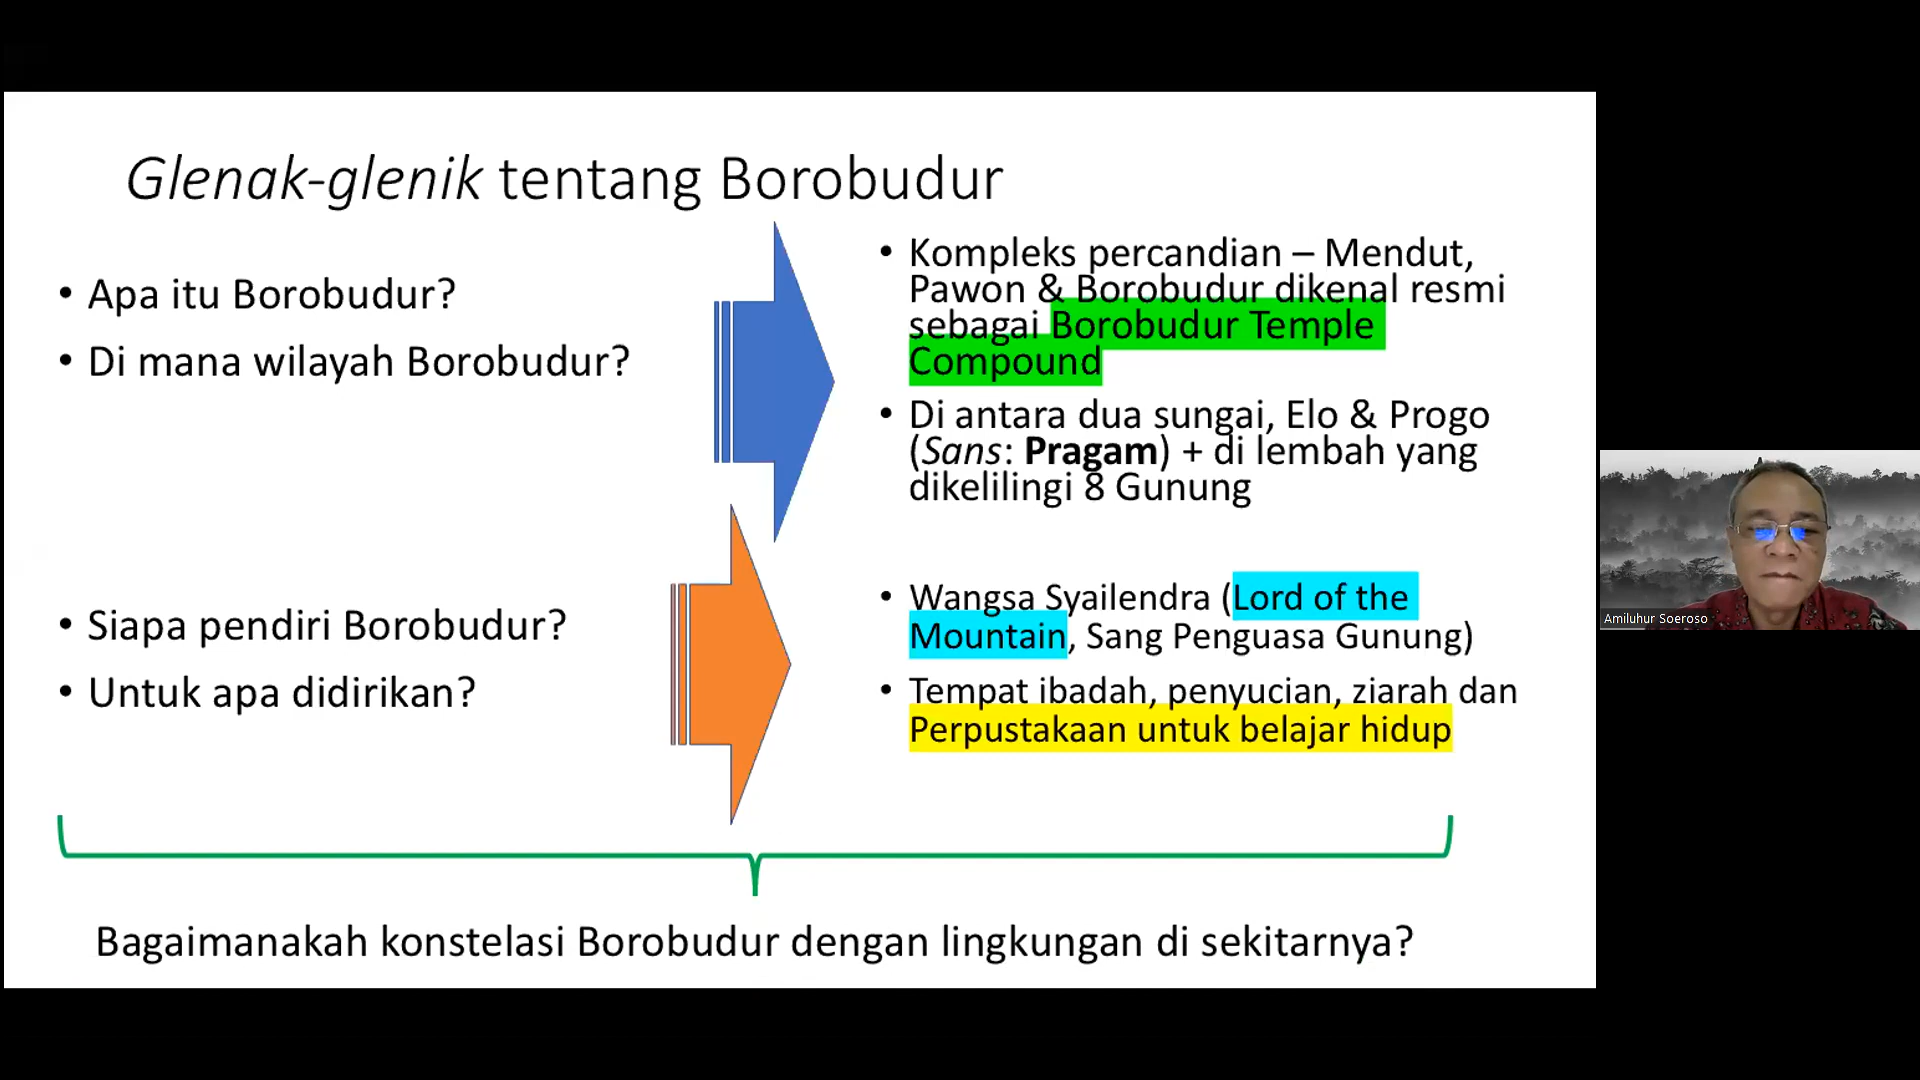 Glenak-glenik tentang Borobudur
• Apa itu Borobudur?
• Di mana wilayah Borobudur?
• Kompleks percandian – Mendut,
Pawon & Borobudur dikenal resmi
sebagai Borobudur Temple
Compound
• Di antara dua sungai, Elo & Progo
(Sans: Pragam) + di lembah yang
dikelilingi 8 Gunung
• Siapa pendiri Borobudur?
• Untuk apa didirikan?
• Wangsa Syailendra (Lord of the
Mountain, Sang Penguasa Gunung)
• Tempat ibadah, penyucian, ziarah dan
Perpustakaan untuk belajar hidup
Bagaimanakah konstelasi Borobudur dengan lingkungan di sekitarnya?
Amiluhur Soeroso